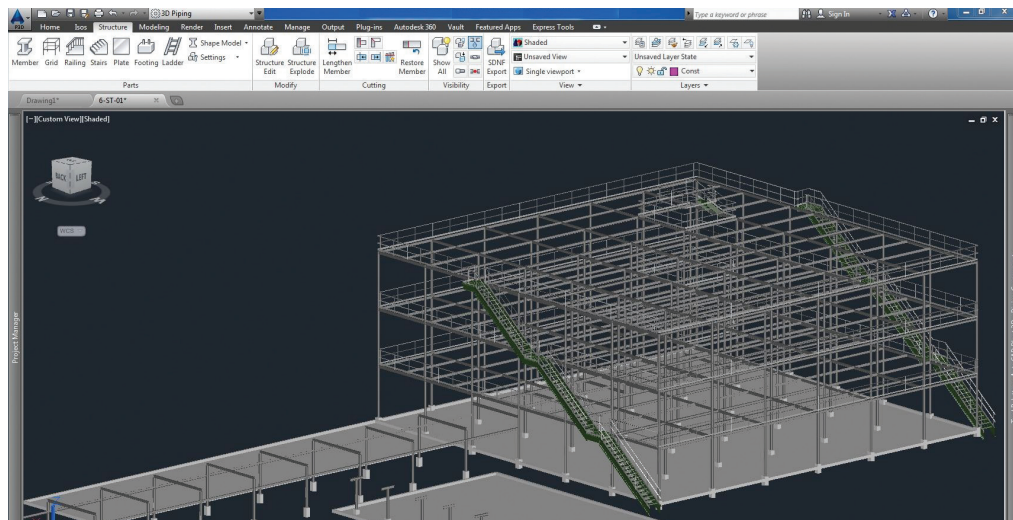 3D Piping
Type a keyword or phrase
Sign In
P3D
Home Isos Structure Modeling Render Insert Annotate Manage Output Plug-ins Autodesk 360 Vault Featured Apps Express Tools
Member Grid Railing Stairs Plate Footing Ladder
Shape Model
Settings
Structure Edit
Structure Explode
Lengthen Member
Restore Member
Show All
SDNF Export
Shaded
Unsaved View
Single viewport
Unsaved Layer State
Const
Parts Modify Cutting Visibility Export View Layers
Drawing1* 6-ST-01*
[−][Custom View][Shaded]
BACK LEFT
WCS
Project Manager